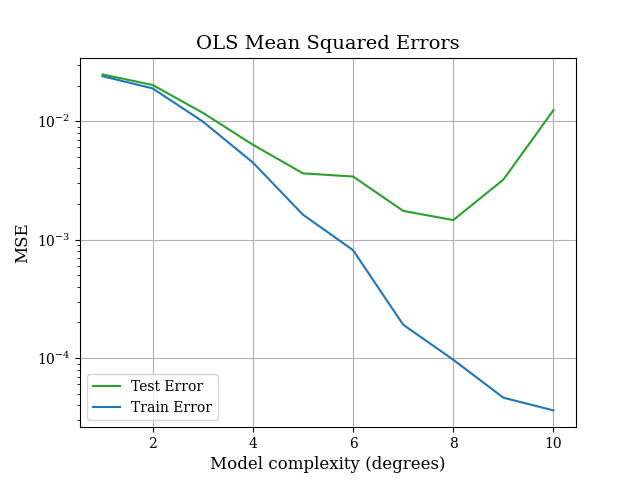 OLS Mean Squared Errors
MSE
10⁻²
10⁻³
10⁻⁴
Test Error
Train Error
2 4 6 8 10
Model complexity (degrees)